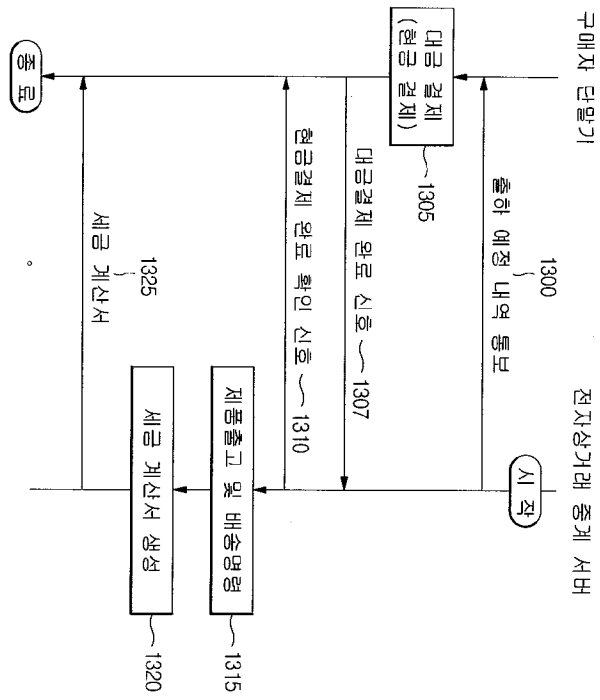 구매자 단말기
전자상거래 중계 서버
시작
출하 예정 내역 통보
1300
대금 결제
(현금 결제)
1305
대금결제 완료 신호
1307
현금결제 완료 확인 신호
1310
제품출고 및 배송명령
1315
세금 계산서 생성
1320
세금 계산서
1325
종료